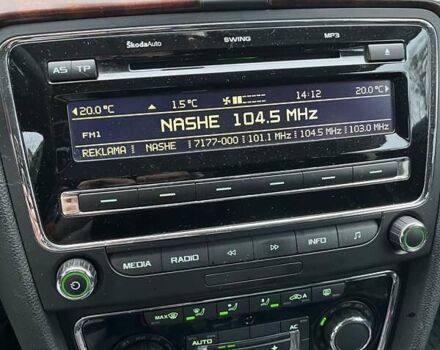 ŠkodaAuto SWING MP3
AS TP
20.0 °C 1.5 °C 14:12 20.0 °C
FM1 NASHE 104.5 MHz
REKLAMA NASHE 7177-000 101.1 MHz 104.5 MHz 103.0 MHz
MEDIA RADIO INFO
MAX
AUTO AC